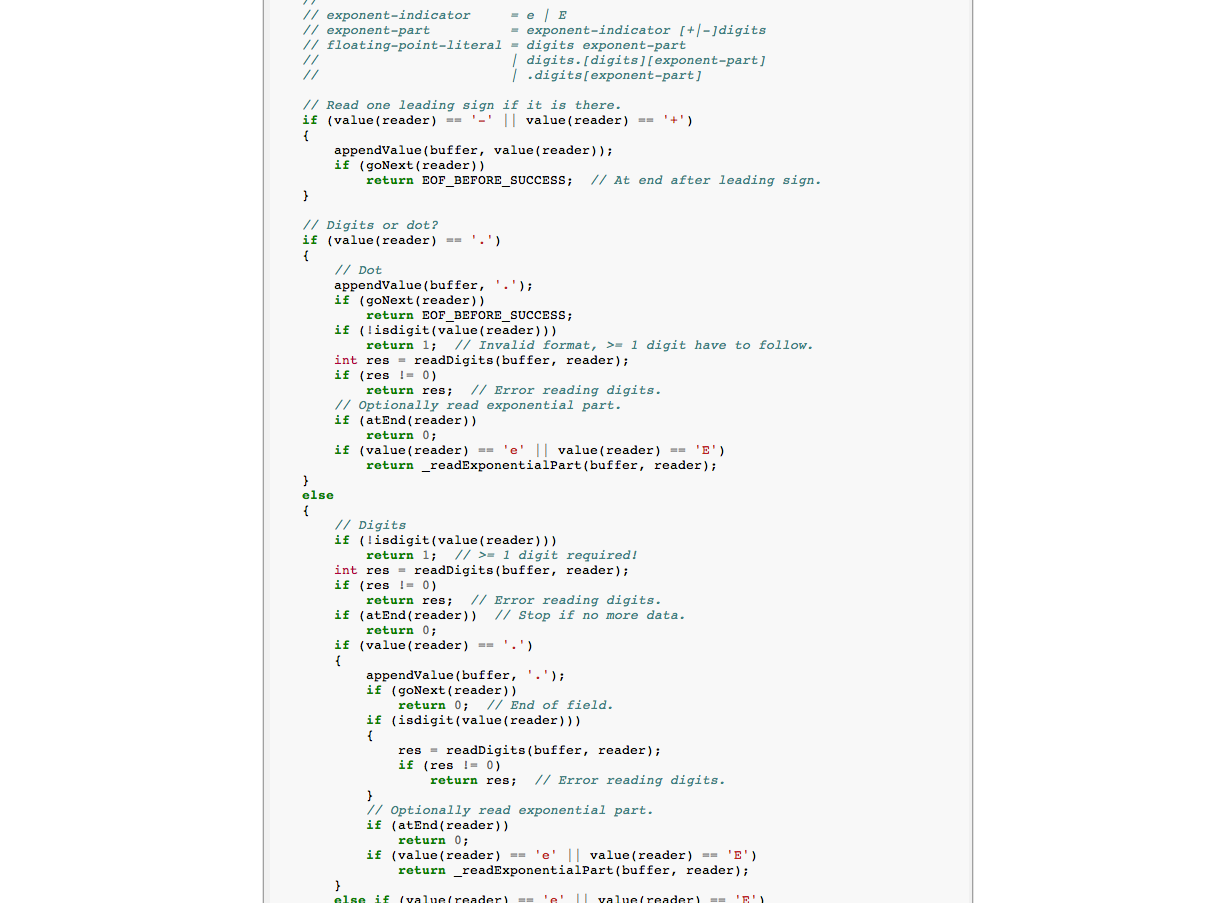 //
// exponent-indicator     = e | E
// exponent-part          = exponent-indicator [+|-]digits
// floating-point-literal = digits exponent-part
//                        | digits.[digits][exponent-part]
//                        | .digits[exponent-part]

// Read one leading sign if it is there.
if (value(reader) == '-' || value(reader) == '+')
{
    appendValue(buffer, value(reader));
    if (goNext(reader))
        return EOF_BEFORE_SUCCESS;  // At end after leading sign.
}

// Digits or dot?
if (value(reader) == '.')
{
    // Dot
    appendValue(buffer, '.');
    if (goNext(reader))
        return EOF_BEFORE_SUCCESS;
    if (!isdigit(value(reader)))
        return 1;  // Invalid format, >= 1 digit have to follow.
    int res = readDigits(buffer, reader);
    if (res != 0)
        return res;  // Error reading digits.
    // Optionally read exponential part.
    if (atEnd(reader))
        return 0;
    if (value(reader) == 'e' || value(reader) == 'E')
        return _readExponentialPart(buffer, reader);
}
else
{
    // Digits
    if (!isdigit(value(reader)))
        return 1;  // >= 1 digit required!
    int res = readDigits(buffer, reader);
    if (res != 0)
        return res;  // Error reading digits.
    if (atEnd(reader))  // Stop if no more data.
        return 0;
    if (value(reader) == '.')
    {
        appendValue(buffer, '.');
        if (goNext(reader))
            return 0;  // End of field.
        if (isdigit(value(reader)))
        {
            res = readDigits(buffer, reader);
            if (res != 0)
                return res;  // Error reading digits.
        }
        // Optionally read exponential part.
        if (atEnd(reader))
            return 0;
        if (value(reader) == 'e' || value(reader) == 'E')
            return _readExponentialPart(buffer, reader);
    }
    else if (value(reader) == 'e' || value(reader) == 'E')